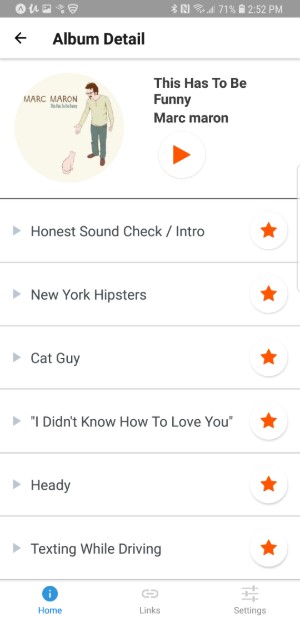 71% 2:52 PM
Album Detail
MARC MARON
This Has To Be Funny
This Has To Be
Funny
Marc maron
Honest Sound Check / Intro
New York Hipsters
Cat Guy
"I Didn't Know How To Love You"
Heady
Texting While Driving
Home
Links
Settings